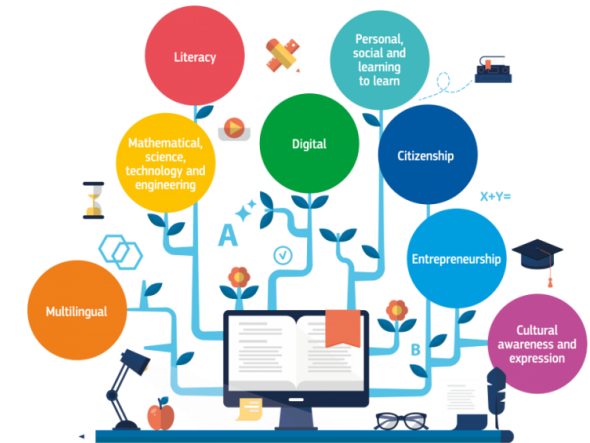 Literacy
Personal,
social and
learning
to learn
Mathematical,
science,
technology and
engineering
Digital
Citizenship
A
X+Y=
Entrepreneurship
Multilingual
B
Cultural
awareness and
expression